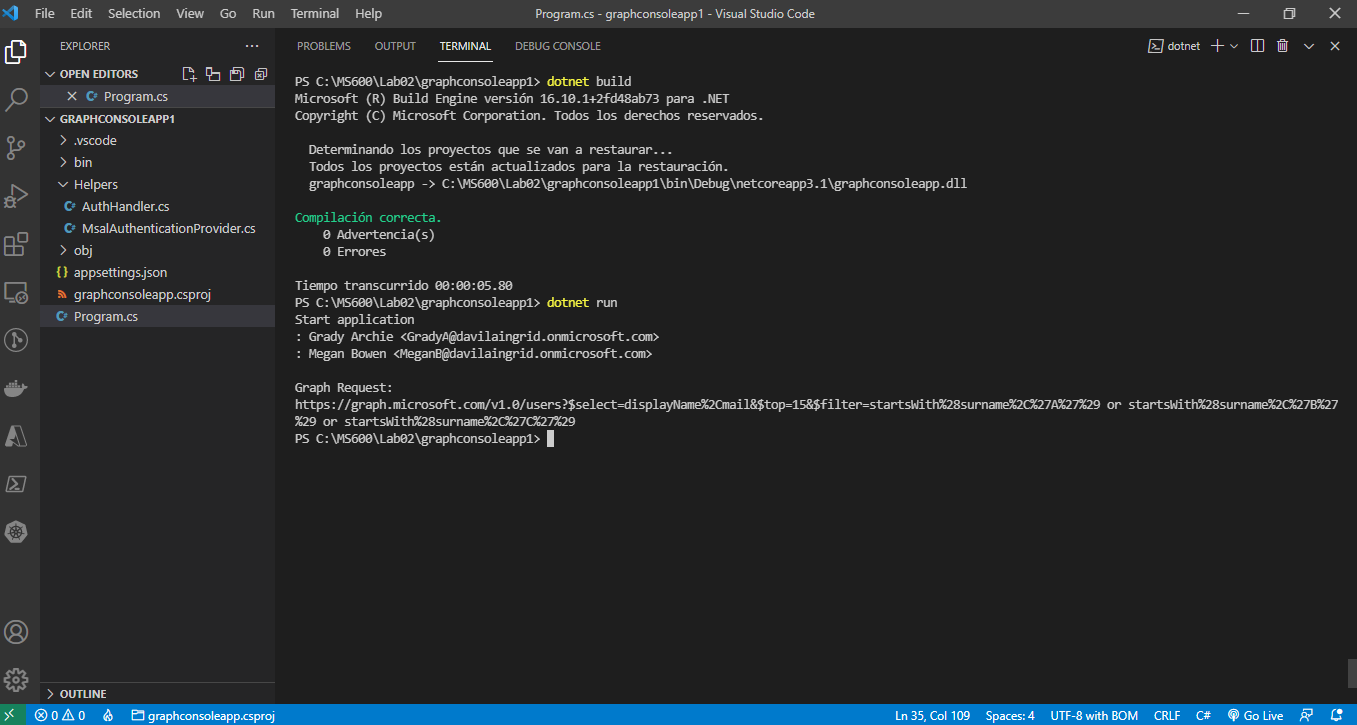 File Edit Selection View Go Run Terminal Help
Program.cs - graphconsoleapp1 - Visual Studio Code
EXPLORER
OPEN EDITORS
Program.cs
GRAPHCONSOLEAPP1
.vscode
bin
Helpers
C# AuthHandler.cs
C# MsalAuthenticationProvider.cs
obj
{} appsettings.json
graphconsoleapp.csproj
C# Program.cs
OUTLINE
PROBLEMS OUTPUT TERMINAL DEBUG CONSOLE
dotnet
PS C:\MS600\Lab02\graphconsoleapp1> dotnet build
Microsoft (R) Build Engine versión 16.10.1+2fd48ab73 para .NET
Copyright (C) Microsoft Corporation. Todos los derechos reservados.
Determinando los proyectos que se van a restaurar...
Todos los proyectos están actualizados para la restauración.
graphconsoleapp -> C:\MS600\Lab02\graphconsoleapp1\bin\Debug\netcoreapp3.1\graphconsoleapp.dll
Compilación correcta.
0 Advertencia(s)
0 Errores
Tiempo transcurrido 00:00:05.80
PS C:\MS600\Lab02\graphconsoleapp1> dotnet run
Start application
: Grady Archie <GradyA@davilaingrid.onmicrosoft.com>
: Megan Bowen <MeganB@davilaingrid.onmicrosoft.com>
Graph Request:
https://graph.microsoft.com/v1.0/users?$select=displayName%2Cmail&$top=15&$filter=startsWith%28surname%2C%27A%27%29 or startsWith%28surname%2C%27B%27
%29 or startsWith%28surname%2C%27C%27%29
PS C:\MS600\Lab02\graphconsoleapp1>
0 0 graphconsoleapp.csproj
Ln 35, Col 109 Spaces: 4 UTF-8 with BOM CRLF C# Go Live